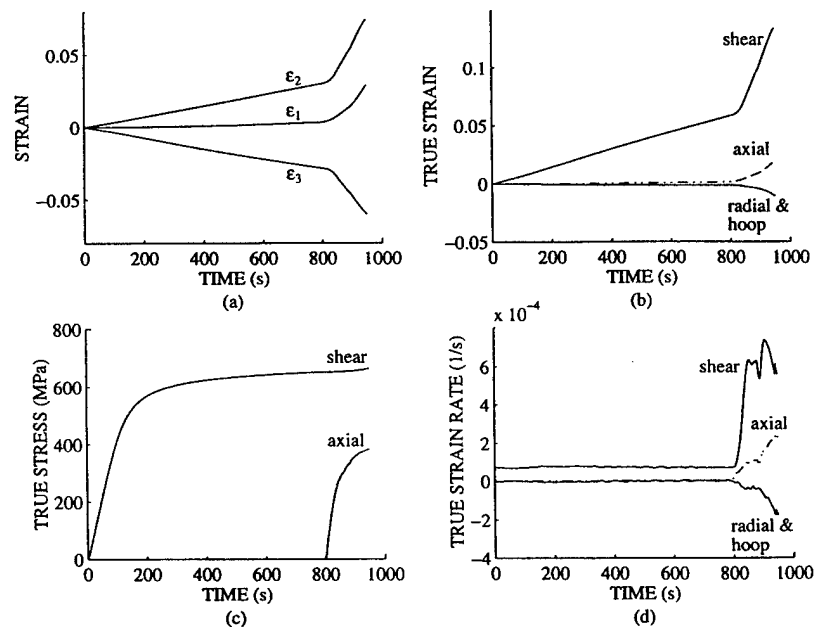 0.05
0
−0.05
STRAIN
ε2
ε1
ε3
0 200 400 600 800 1000
TIME (s)
(a)
0.1
0.05
0
−0.05
TRUE STRAIN
shear
axial
radial &
hoop
0 200 400 600 800 1000
TIME (s)
(b)
800
600
400
200
0
TRUE STRESS (MPa)
shear
axial
0 200 400 600 800 1000
TIME (s)
(c)
x 10−4
6
4
2
0
−2
−4
TRUE STRAIN RATE (1/s)
shear
axial
radial &
hoop
0 200 400 600 800 1000
TIME (s)
(d)